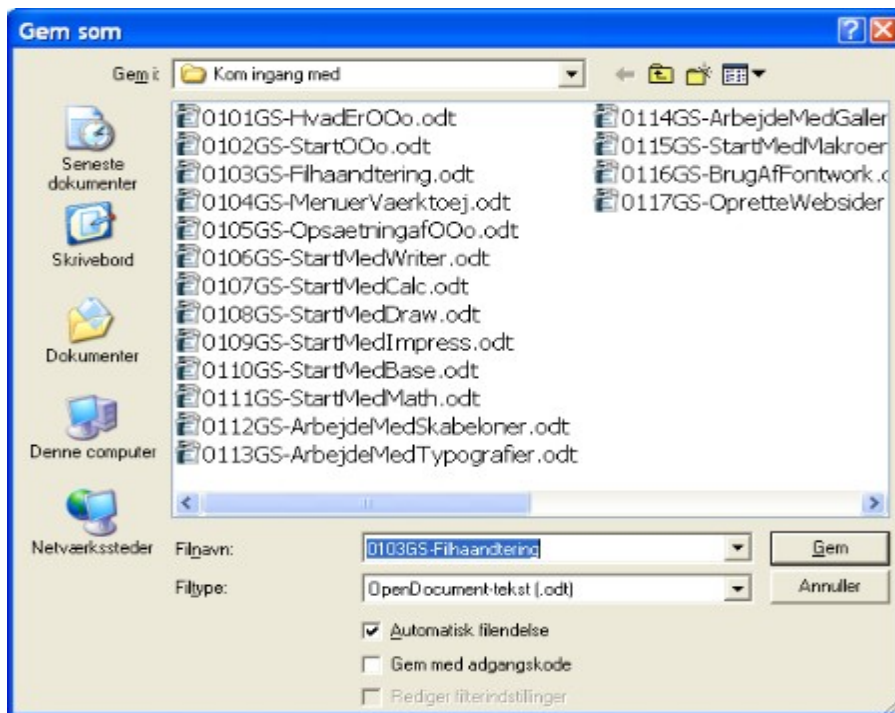 Gem som
Gem i: Kom ingang med
Seneste dokumenter
Skrivebord
Dokumenter
Denne computer
Netværkssteder
0101GS-HvadErOOo.odt
0102GS-StartOOo.odt
0103GS-Filhaandtering.odt
0104GS-MenuerVaerktoej.odt
0105GS-OpsaetningafOOo.odt
0106GS-StartMedWriter.odt
0107GS-StartMedCalc.odt
0108GS-StartMedDraw.odt
0109GS-StartMedImpress.odt
0110GS-StartMedBase.odt
0111GS-StartMedMath.odt
0112GS-ArbejdeMedSkabeloner.odt
0113GS-ArbejdeMedTypografier.odt
0114GS-ArbejdeMedGaller
0115GS-StartMedMakroer
0116GS-BrugAfFontwork.o
0117GS-OpretteWebsider
Filnavn: 0103GS-Filhaandtering Gem
Filtype: OpenDocument-tekst (.odt) Annuller
Automatisk filendelse
Gem med adgangskode
Rediger filterindstillinger